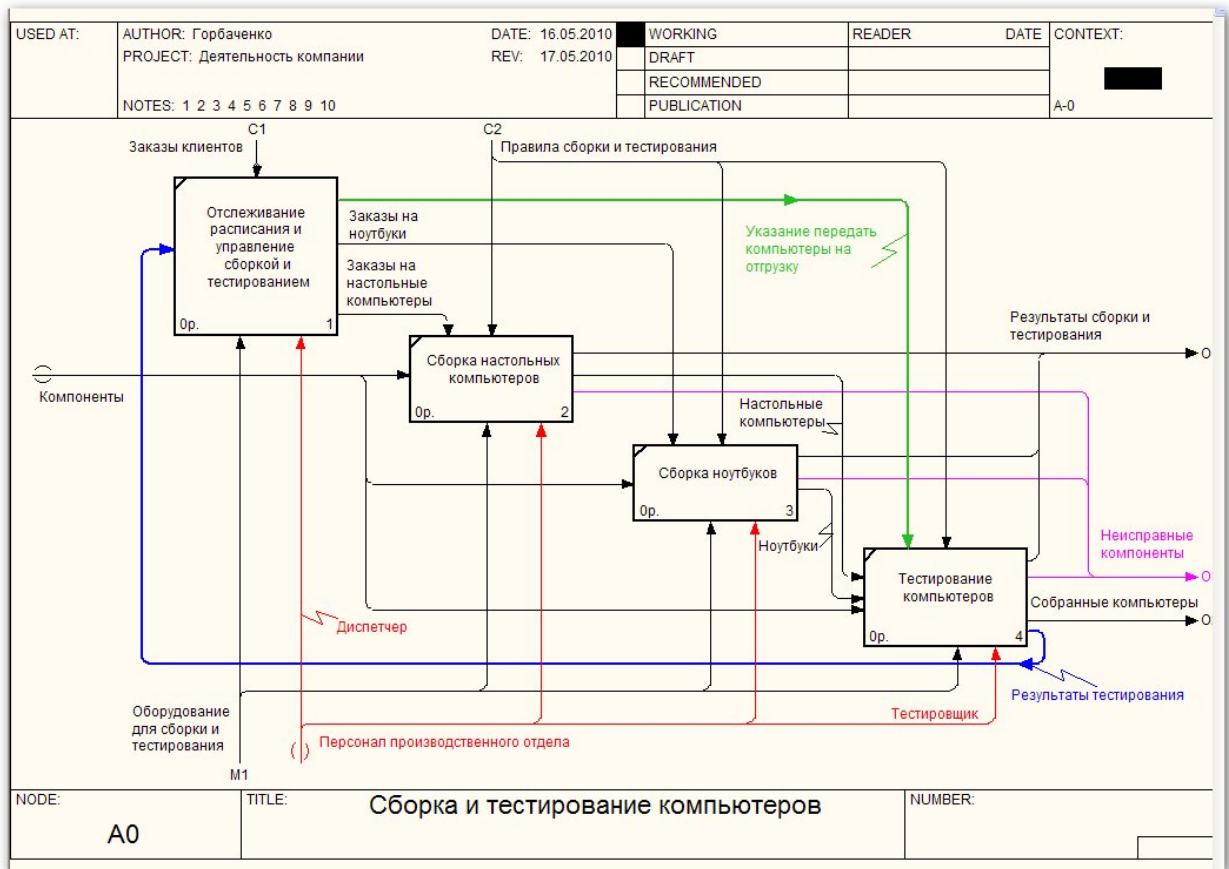 USED AT:
AUTHOR: Горбаченко
DATE: 16.05.2010
PROJECT: Деятельность компании
REV: 17.05.2010
NOTES: 1 2 3 4 5 6 7 8 9 10
WORKING
DRAFT
RECOMMENDED
PUBLICATION
READER
DATE
CONTEXT:
A-0
C1
Заказы клиентов
C2
Правила сборки и тестирования
Отслеживание
расписания и
управление
сборкой и
тестированием
0р.
1
Заказы на
ноутбуки
Заказы на
настольные
компьютеры
Указание передать
компьютеры на
отгрузку
Результаты сборки и
тестирования
O
Сборка настольных
компьютеров
0р.
2
Компоненты
Настольные
компьютеры
Сборка ноутбуков
0р.
3
Ноутбуки
Неисправные
компоненты
O
Тестирование
компьютеров
0р.
4
Собранные компьютеры
O
Диспетчер
Результаты тестирования
Тестировщик
Оборудование
для сборки и
тестирования
Персонал производственного отдела
M1
NODE:
A0
TITLE:
Сборка и тестирование компьютеров
NUMBER: